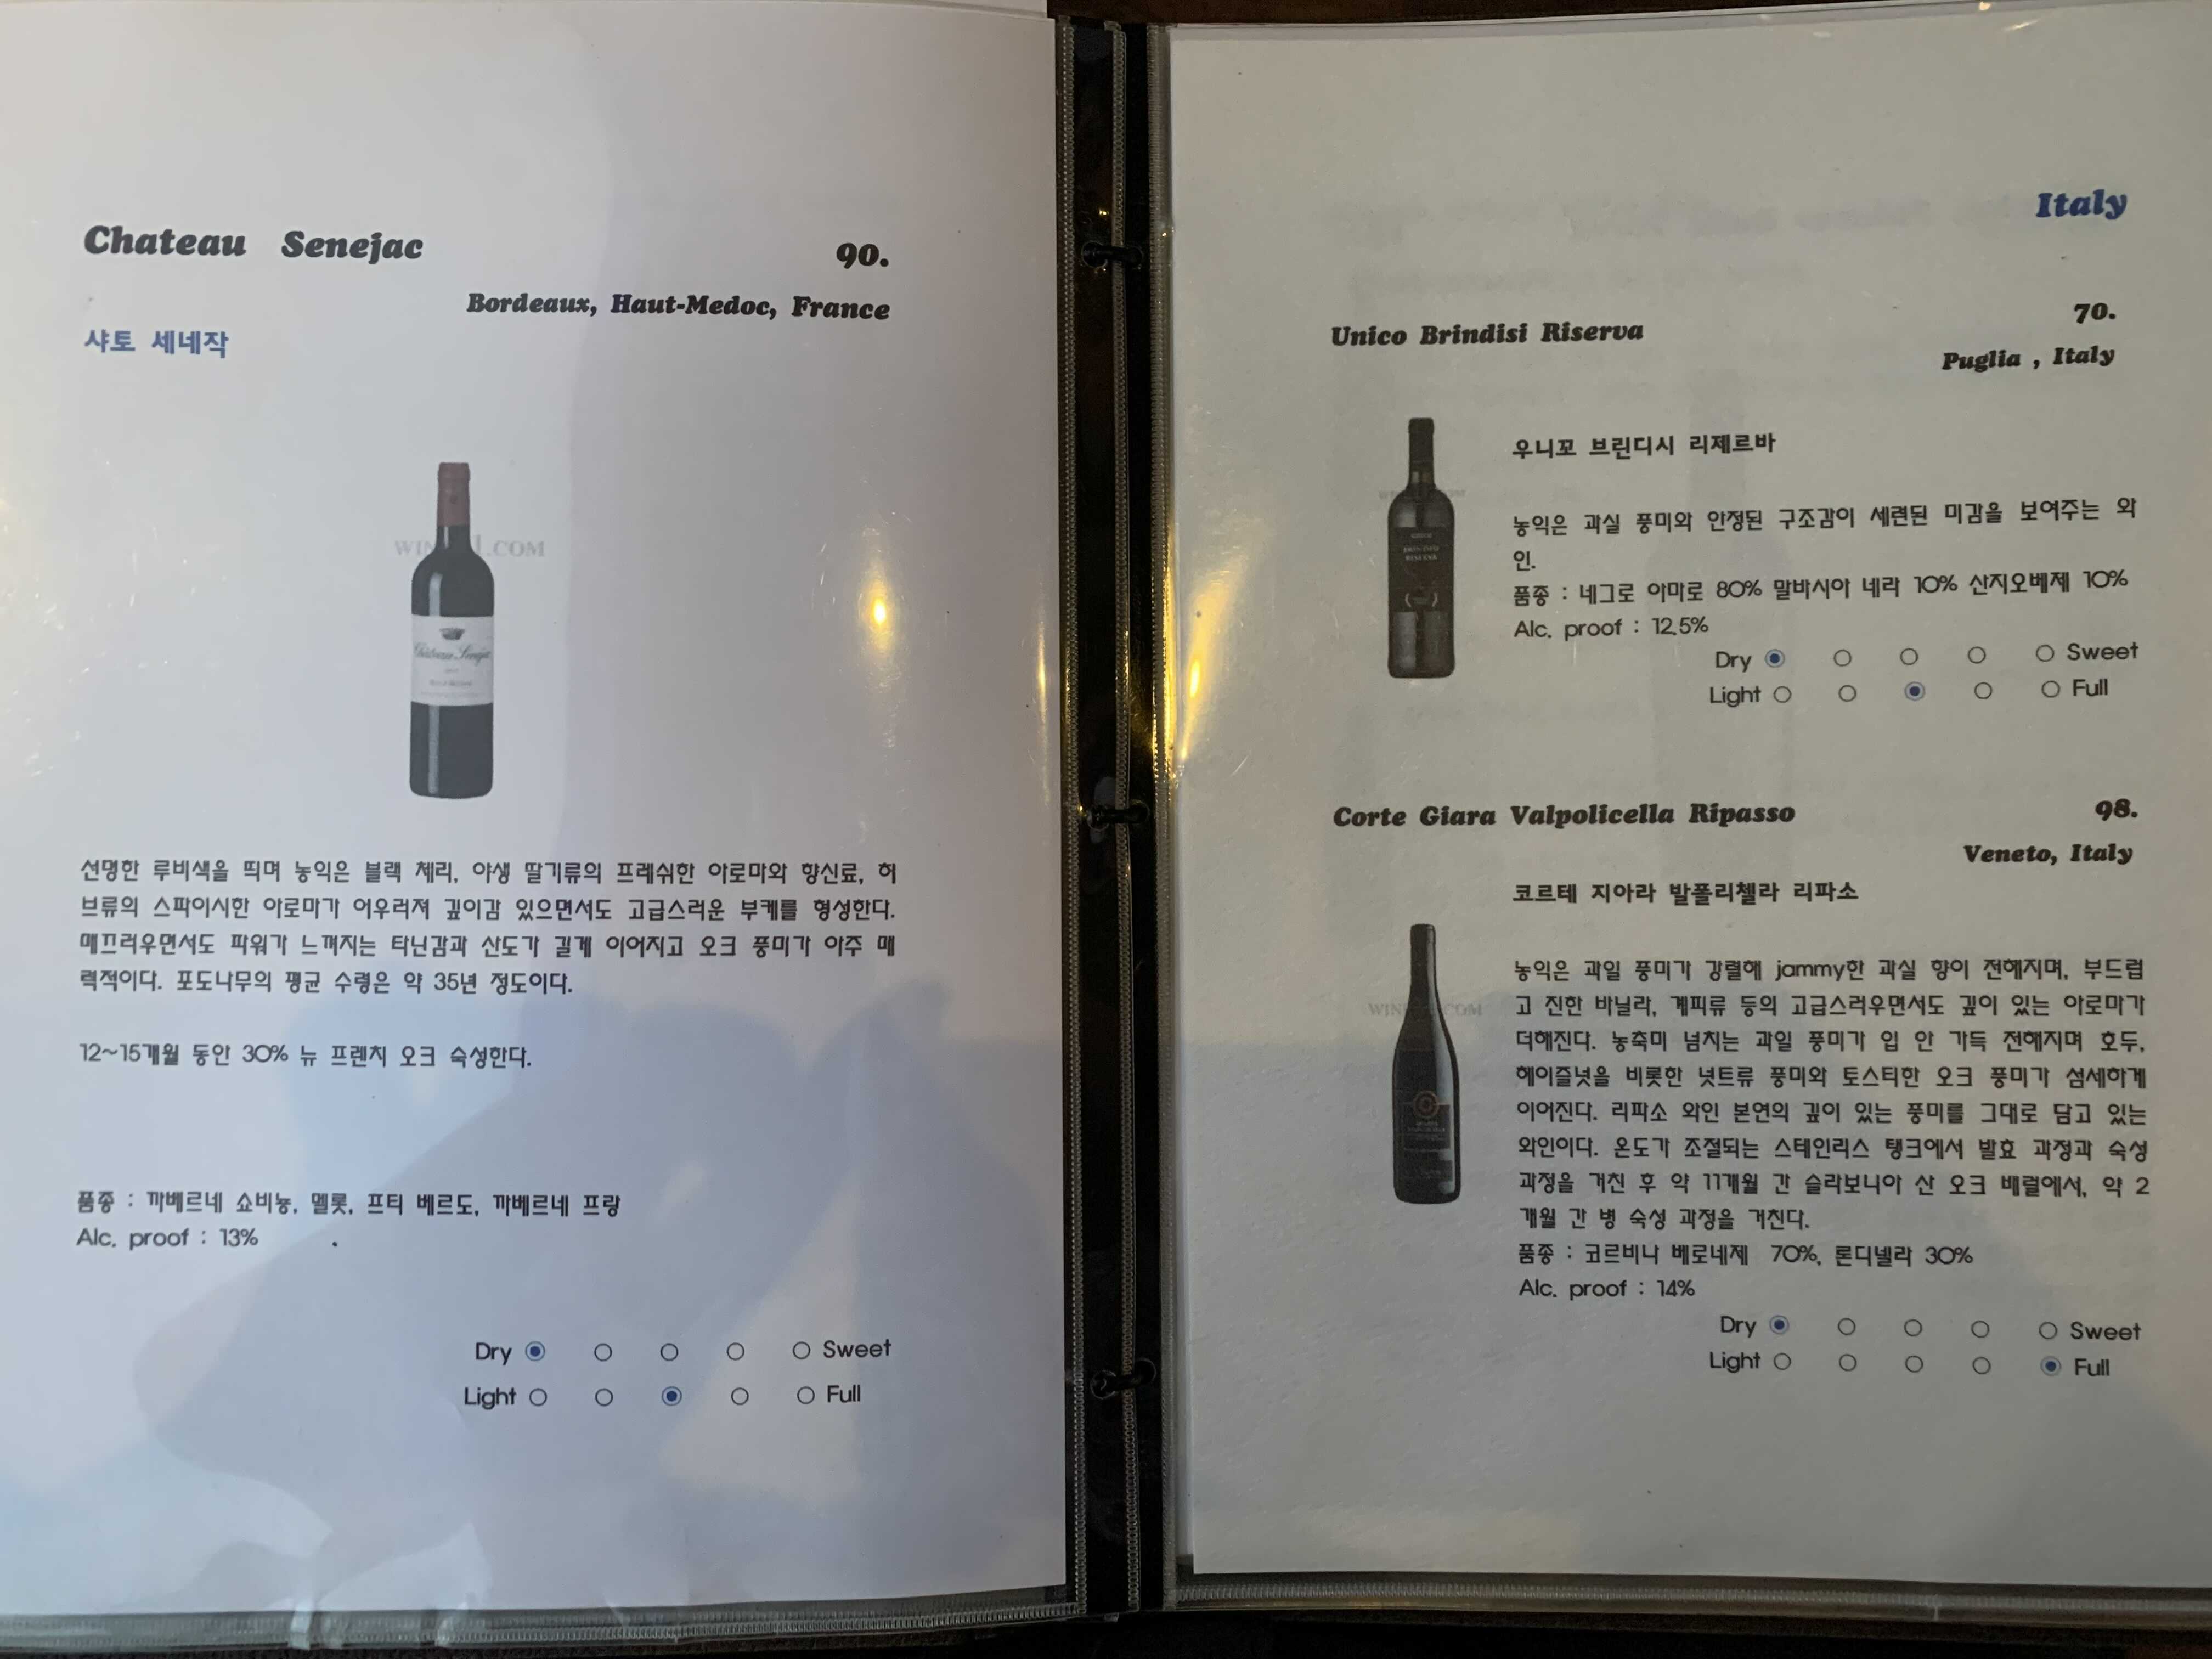 Chateau Senejac 90.
Bordeaux, Haut-Medoc, France
샤토 세네작
선명한 루비색을 띄며 농익은 블랙 체리, 야생 딸기류의 프레쉬한 아로마와 향신료, 허
브류의 스파이시한 아로마가 어우러져 깊이감 있으면서도 고급스러운 부케를 형성한다.
매끄러우면서도 파워가 느껴지는 타닌감과 산도가 길게 이어지고 오크 풍미가 아주 매
력적이다. 포도나무의 평균 수령은 약 35년 정도이다.
12~15개월 동안 30% 뉴 프렌치 오크 숙성한다.
품종 : 까베르네 쇼비뇽, 멜롯, 프티 베르도, 까베르네 프랑
Alc. proof : 13%
Dry Sweet
Light Full
Italy
70.
Unico Brindisi Riserva
Puglia , Italy
우니꼬 브린디시 리제르바
농익은 과실 풍미와 안정된 구조감이 세련된 미감을 보여주는 와
인.
품종 : 네그로 아마로 80% 말바시아 네라 10% 산지오베제 10%
Alc. proof : 12.5%
Dry Sweet
Light Full
Corte Giara Valpolicella Ripasso 98.
Veneto, Italy
코르테 지아라 발폴리첼라 리파소
농익은 과일 풍미가 강렬해 jammy한 과실 향이 전해지며, 부드럽
고 진한 바닐라, 계피류 등의 고급스러우면서도 깊이 있는 아로마가
더해진다. 농축미 넘치는 과일 풍미가 입 안 가득 전해지며 호두,
헤이즐넛을 비롯한 넛트류 풍미와 토스티한 오크 풍미가 섬세하게
이어진다. 리파소 와인 본연의 깊이 있는 풍미를 그대로 담고 있는
와인이다. 온도가 조절되는 스테인리스 탱크에서 발효 과정과 숙성
과정을 거친 후 약 11개월 간 슬라보니아 산 오크 배럴에서, 약 2
개월 간 병 숙성 과정을 거친다.
품종 : 코르비나 베로네제 70%, 론디넬라 30%
Alc. proof : 14%
Dry Sweet
Light Full